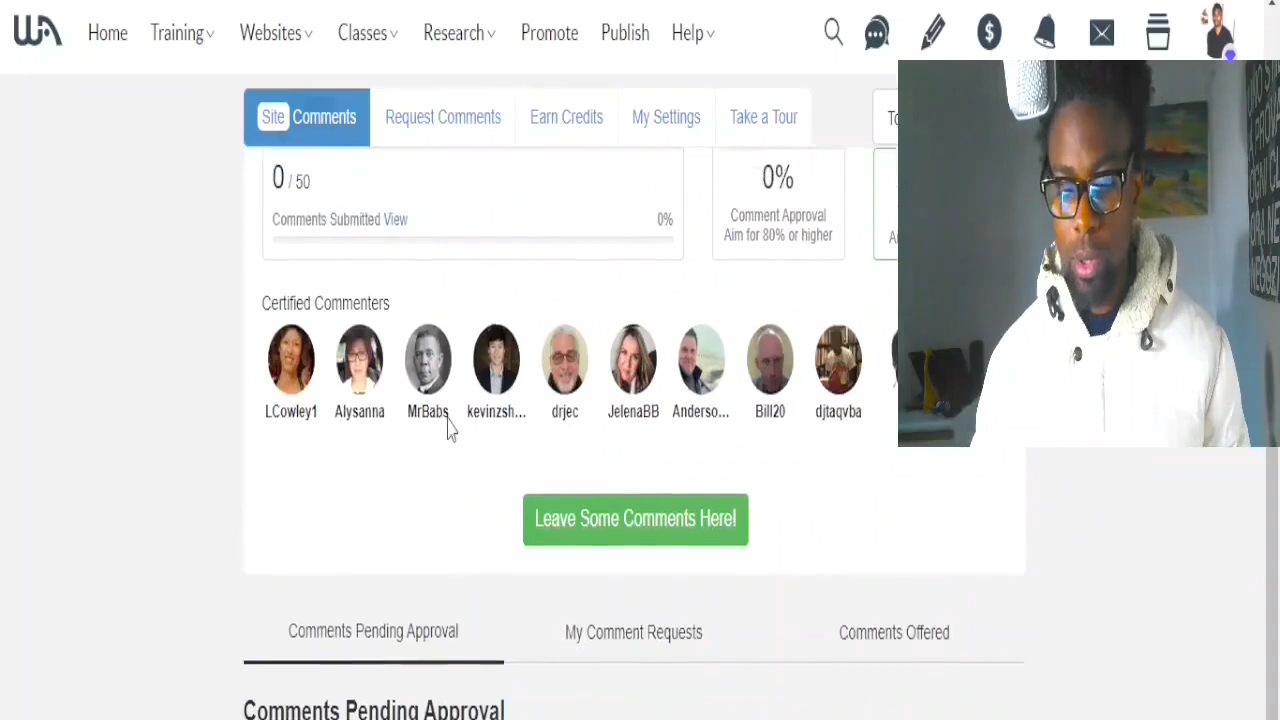 WA Home Training Websites Classes Research Promote Publish Help
Site Comments Request Comments Earn Credits My Settings Take a Tour
0 / 50
Comments Submitted View 0%
0%
Comment Approval
Aim for 80% or higher
Certified Commenters
LCowley1 Alysanna MrBabs kevinzsh... drjec JelenaBB Anderso... Bill20 djtaqvba
Leave Some Comments Here!
Comments Pending Approval My Comment Requests Comments Offered
Comments Pending Approval